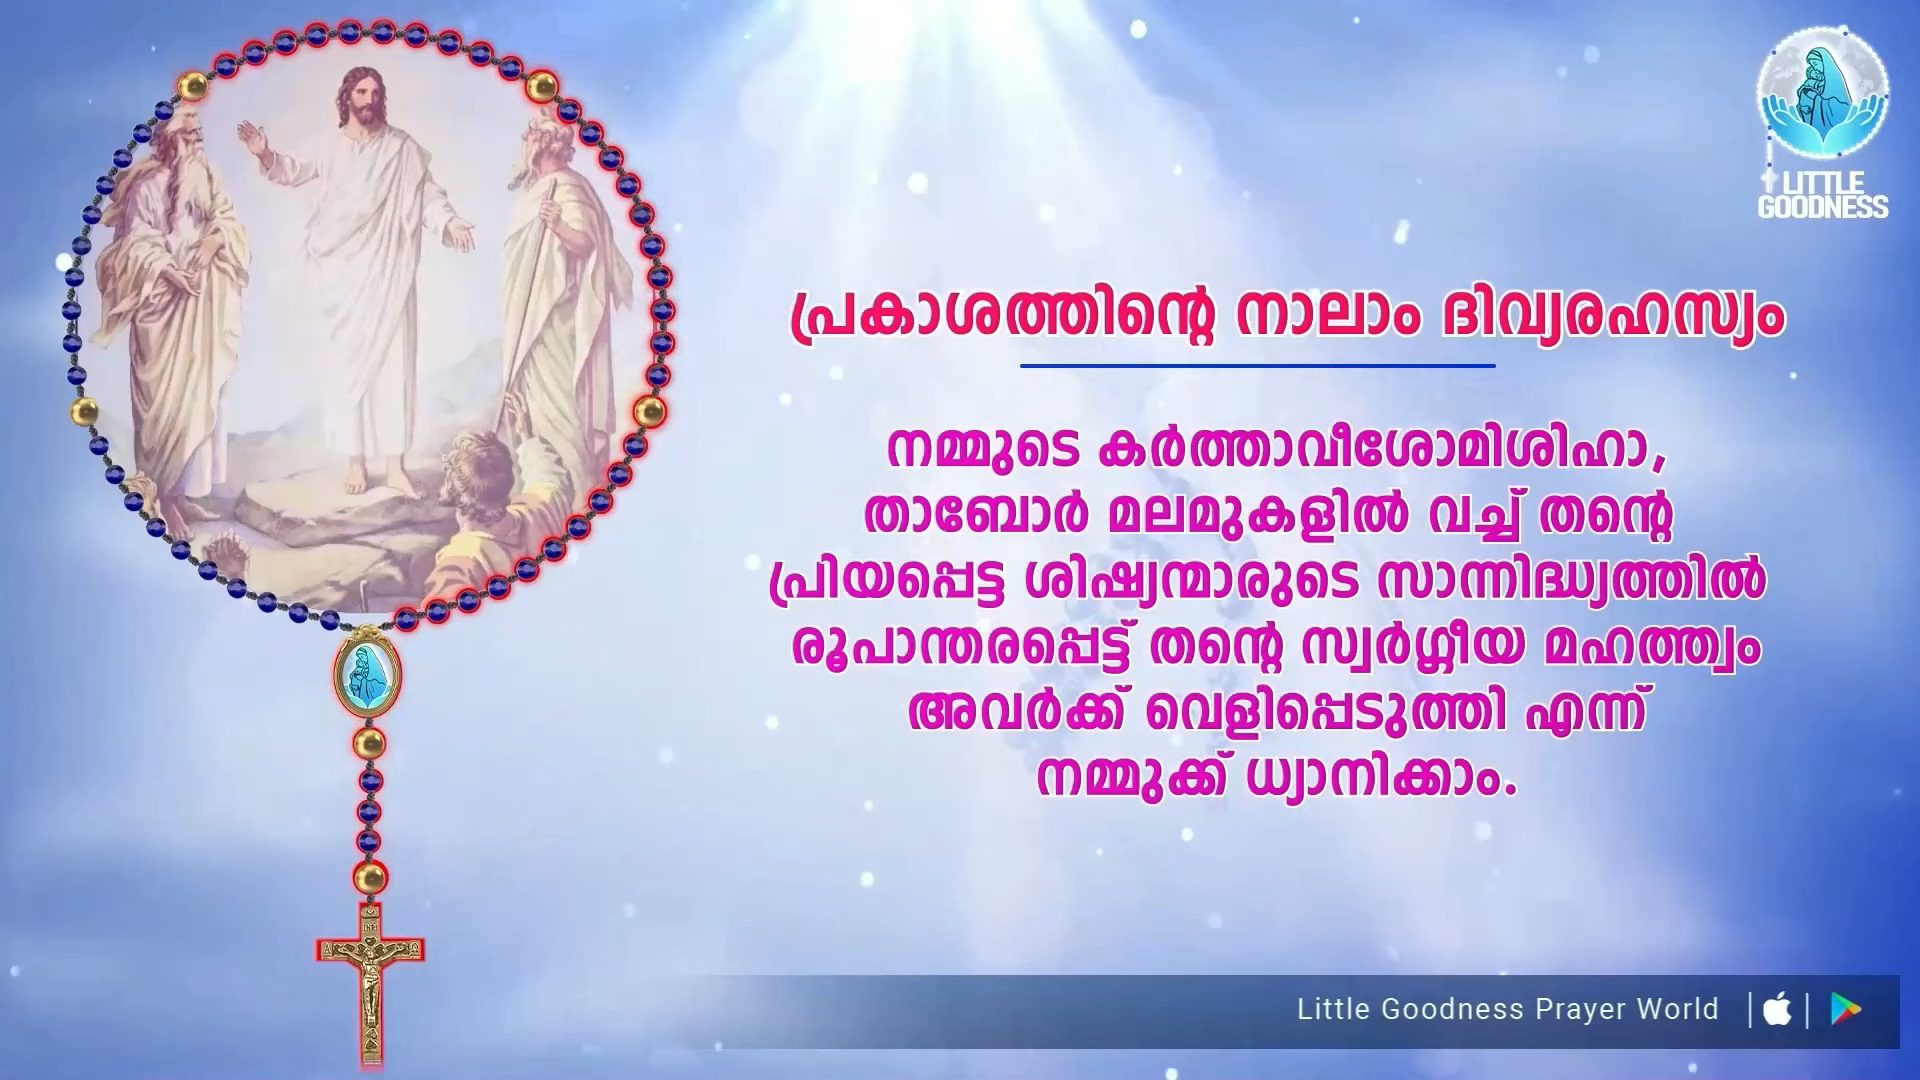 LITTLE
GOODNESS
പ്രകാശത്തിന്റെ നാലാം ദിവ്യരഹസ്യം
നമ്മുടെ കർത്താവീശോമിശിഹാ,
താബോർ മലമുകളിൽ വച്ച് തന്റെ
പ്രിയപ്പെട്ട ശിഷ്യന്മാരുടെ സാന്നിദ്ധ്യത്തിൽ
രൂപാന്തരപ്പെട്ട് തന്റെ സ്വർഗ്ഗീയ മഹത്ത്വം
അവർക്ക് വെളിപ്പെടുത്തി എന്ന്
നമ്മുക്ക് ധ്യാനിക്കാം.
INRI
Little Goodness Prayer World